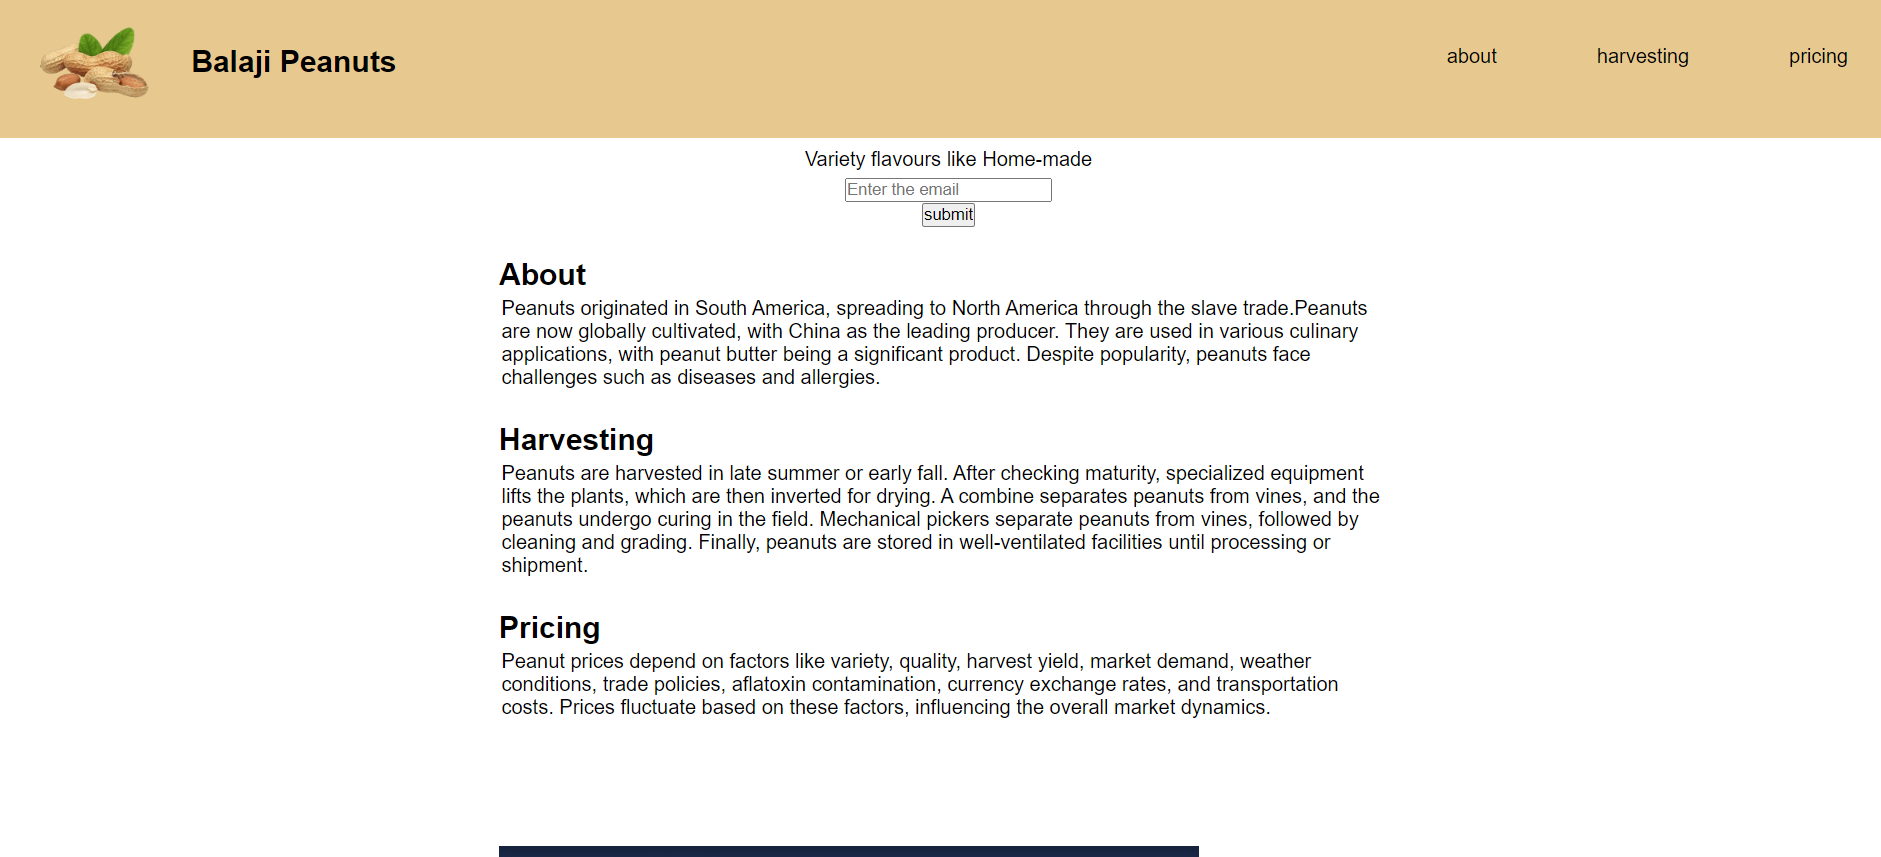 Balaji Peanuts
about
harvesting
pricing
Variety flavours like Home-made
Enter the email
submit
About
Peanuts originated in South America, spreading to North America through the slave trade.Peanuts
are now globally cultivated, with China as the leading producer. They are used in various culinary
applications, with peanut butter being a significant product. Despite popularity, peanuts face
challenges such as diseases and allergies.
Harvesting
Peanuts are harvested in late summer or early fall. After checking maturity, specialized equipment
lifts the plants, which are then inverted for drying. A combine separates peanuts from vines, and the
peanuts undergo curing in the field. Mechanical pickers separate peanuts from vines, followed by
cleaning and grading. Finally, peanuts are stored in well-ventilated facilities until processing or
shipment.
Pricing
Peanut prices depend on factors like variety, quality, harvest yield, market demand, weather
conditions, trade policies, aflatoxin contamination, currency exchange rates, and transportation
costs. Prices fluctuate based on these factors, influencing the overall market dynamics.